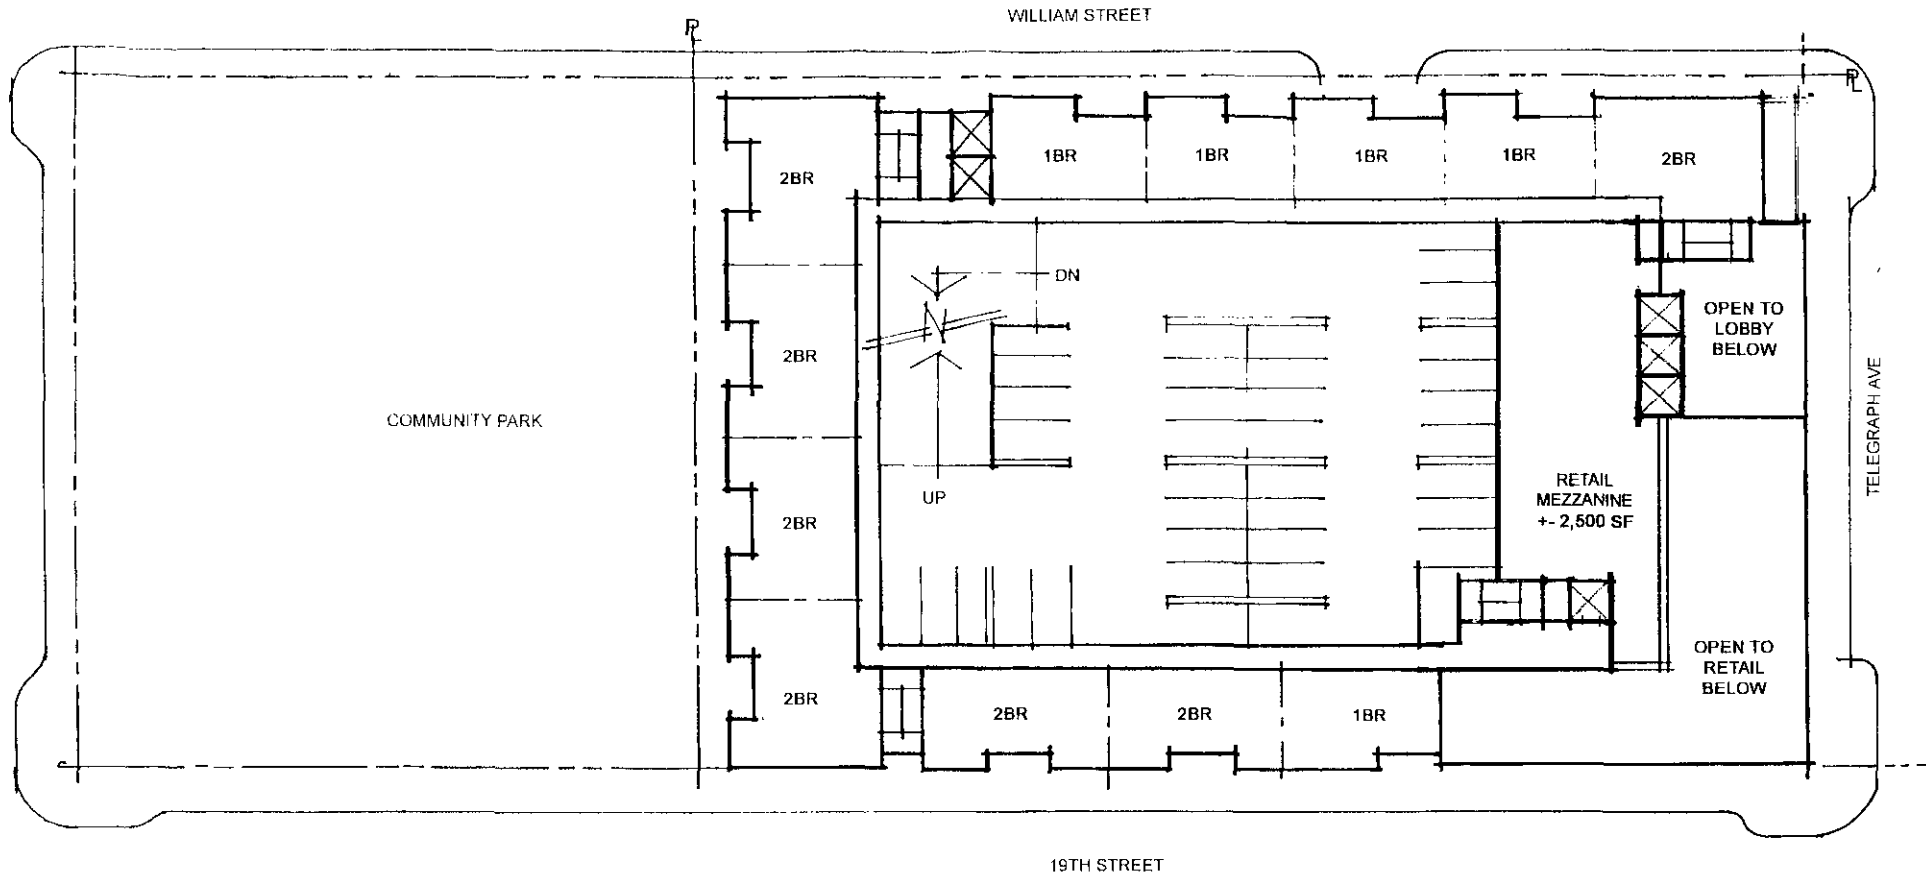 WILLIAM STREET
PL
PL
2BR
1BR
1BR
1BR
1BR
2BR
DN
OPEN TO
LOBBY
BELOW
2BR
TELEGRAPH AVE
COMMUNITY PARK
UP
RETAIL
MEZZANINE
+- 2,500 SF
2BR
OPEN TO
RETAIL
BELOW
2BR
2BR
2BR
1BR
19TH STREET